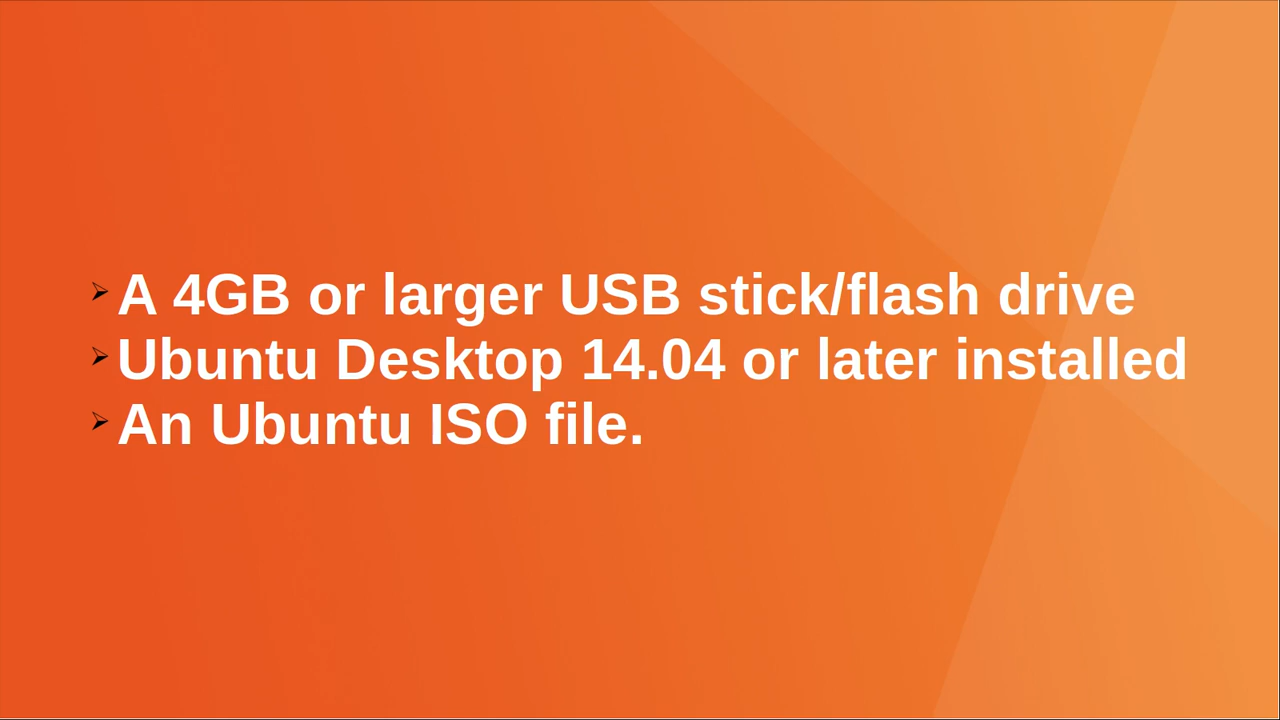 ➢A 4GB or larger USB stick/flash drive
➢Ubuntu Desktop 14.04 or later installed
➢An Ubuntu ISO file.